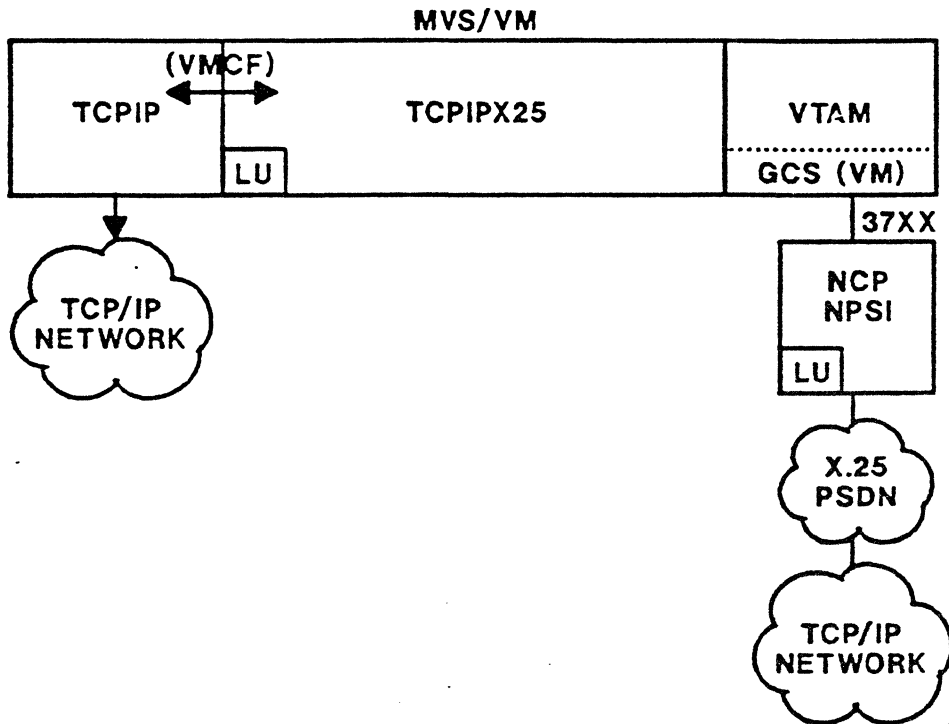 MVS/VM
(VMCF)
TCPIP
TCPIPX25
VTAM
LU
GCS (VM)
37XX
TCP/IP
NETWORK
NCP
NPSI
LU
X.25
PSDN
TCP/IP
NETWORK